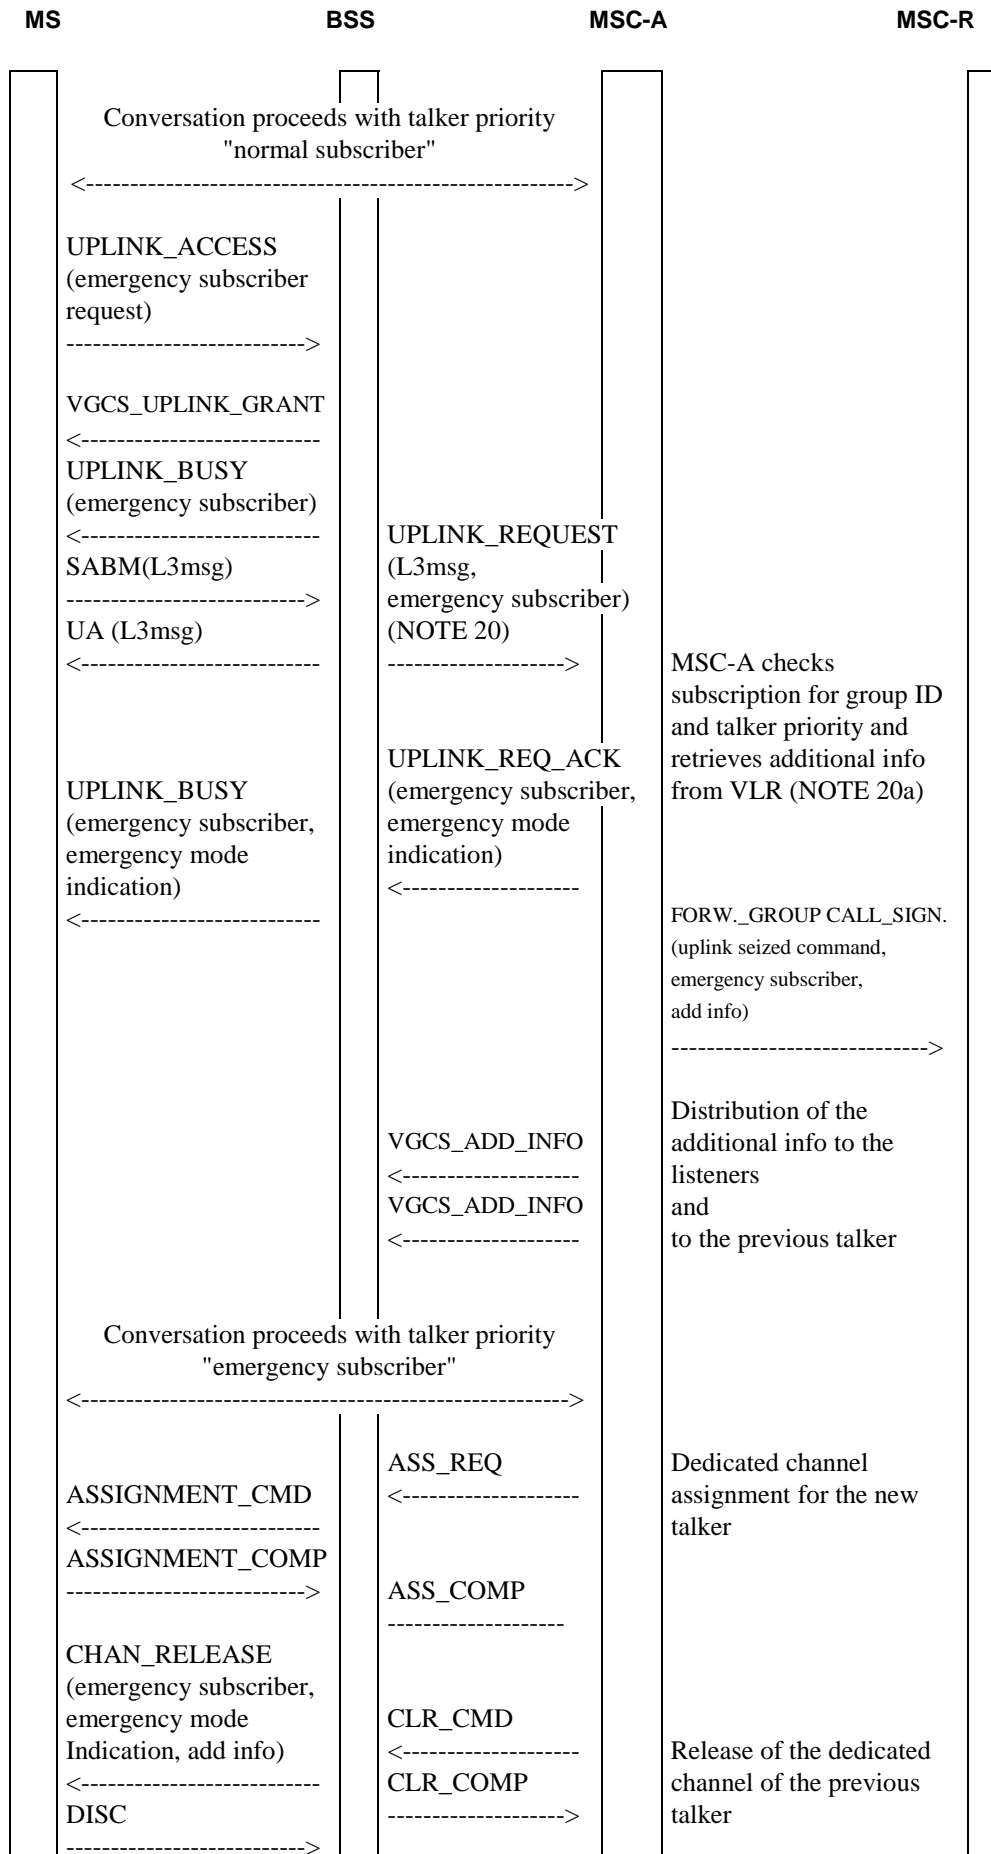 MS BSS MSC-A MSC-R
Conversation proceeds with talker priority
"normal subscriber"
<------------------------------------------------------->
UPLINK_ACCESS
(emergency subscriber
request)
--------------------------->
VGCS_UPLINK_GRANT
<---------------------------
UPLINK_BUSY
(emergency subscriber)
<---------------------------
SABM(L3msg)
--------------------------->
UA (L3msg)
<---------------------------
UPLINK_REQUEST
(L3msg,
emergency subscriber)
(NOTE 20)
-------------------->
MSC-A checks
subscription for group ID
and talker priority and
retrieves additional info
from VLR (NOTE 20a)
UPLINK_REQ_ACK
(emergency subscriber,
emergency mode
indication)
<--------------------
UPLINK_BUSY
(emergency subscriber,
emergency mode
indication)
<---------------------------
FORW._GROUP CALL_SIGN.
(uplink seized command,
emergency subscriber,
add info)
----------------------------->
VGCS_ADD_INFO
<--------------------
VGCS_ADD_INFO
<--------------------
Distribution of the
additional info to the
listeners
and
to the previous talker
Conversation proceeds with talker priority
"emergency subscriber"
<--------------------------------------------------------->
ASS_REQ
<--------------------
Dedicated channel
assignment for the new
talker
ASSIGNMENT_CMD
<---------------------------
ASSIGNMENT_COMP
--------------------------->
ASS_COMP
--------------------
CHAN_RELEASE
(emergency subscriber,
emergency mode
Indication, add info)
<---------------------------
DISC
--------------------------->
CLR_CMD
<--------------------
CLR_COMP
-------------------->
Release of the dedicated
channel of the previous
talker